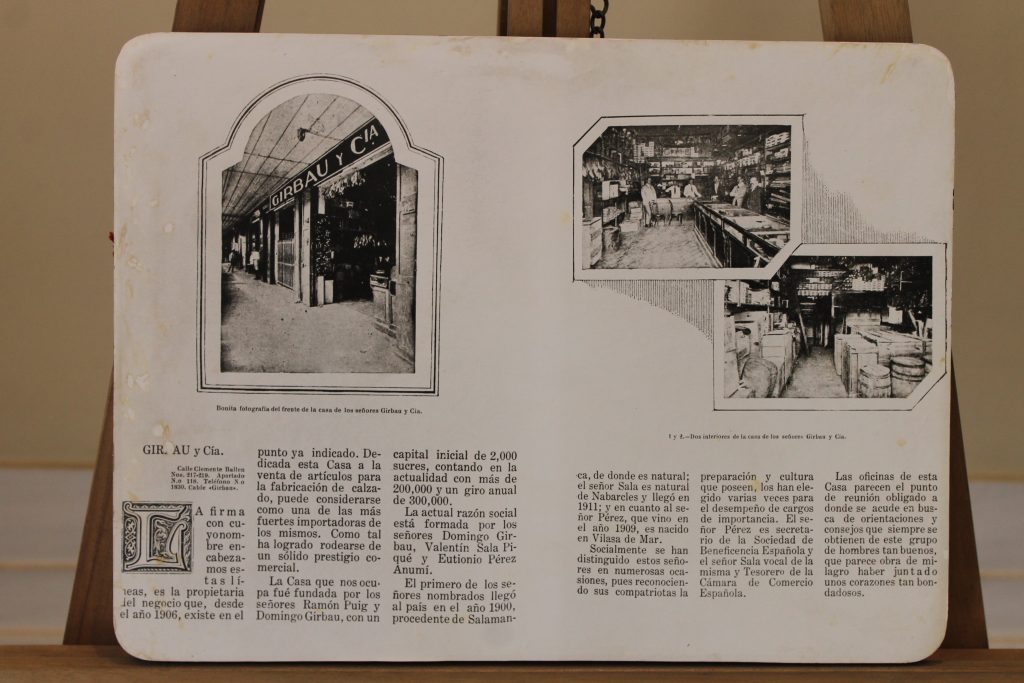 GIRBAU Y CIA.
Bonita fotografía del frente de la casa de los señores Girbau y Cía.
GIR. AU y Cía.
Calle Clemente Ballen
Nos. 217-219. Apartado
N.o 118. Teléfono N o
1830. Cable «Girbau».
LA firma
con cu-
yo nom-
bre en-
cabeza-
mos es-
tas lí-
neas, es la propietaria
del negocio que, desde
el año 1906, existe en el
punto ya indicado. De-
dicada esta Casa a la
venta de artículos para
la fabricación de calza-
do, puede considerarse
como una de las más
fuertes importadoras de
los mismos. Como tal
ha logrado rodearse de
un sólido prestigio co-
mercial.
La Casa que nos ocu-
pa fué fundada por los
señores Ramón Puig y
Domingo Girbau, con un
capital inicial de 2,000
sucres, contando en la
actualidad con más de
200,000 y un giro anual
de 300,000.
La actual razón social
está formada por los
señores Domingo Gir-
bau, Valentín Sala Pi-
qué y Eutionio Pérez
Anumí.
El primero de los se-
ñores nombrados llegó
al país en el año 1900,
procedente de Salaman-
1 y 2.—Dos interiores de la casa de los señores Girbau y Cía.
ca, de donde es natural;
el señor Sala es natural
de Nabarcles y llegó en
1911; y en cuanto al se-
ñor Pérez, que vino en
el año 1909, es nacido
en Vilasa de Mar.
Socialmente se han
distinguido estos seño-
res en numerosas oca-
siones, pues reconocien-
do sus compatriotas la
preparación y cultura
que poseen, los han ele-
gido varias veces para
el desempeño de cargos
de importancia. El se-
ñor Pérez es secreta-
rio de la Sociedad de
Beneficencia Española y
el señor Sala vocal de la
misma y Tesorero de la
Cámara de Comercio
Española.
Las oficinas de esta
Casa parecen el punto
de reunión obligado a
donde se acude en bus-
ca de orientaciones y
consejos que siempre se
obtienen de este grupo
de hombres tan buenos,
que parece obra de mi-
lagro haber juntado
unos corazones tan bon-
dadosos.